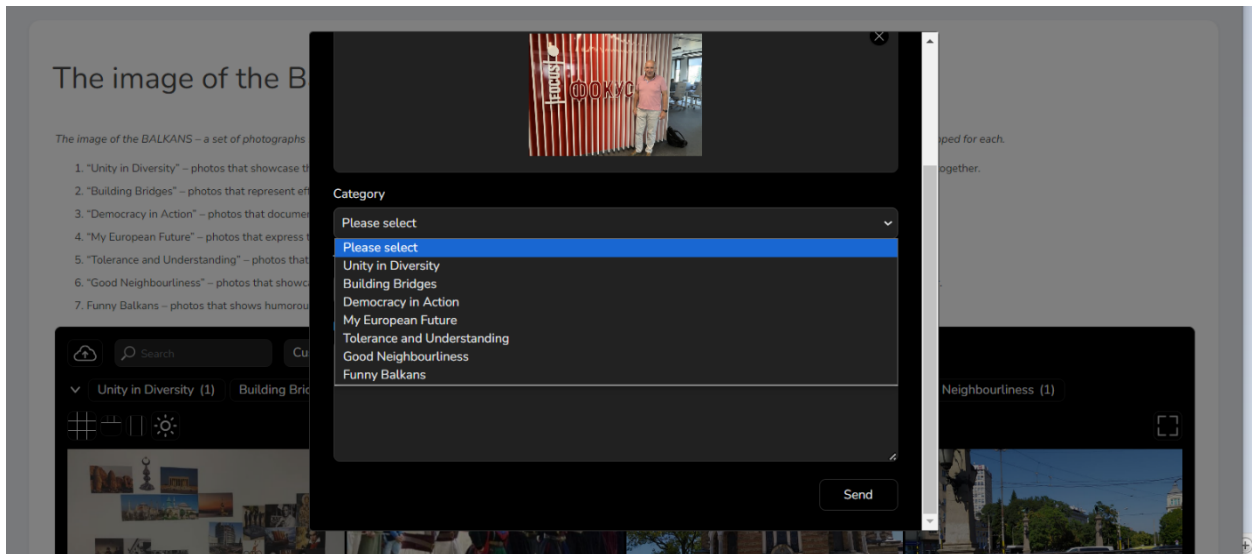 The image of the B
The image of the BALKANS – a set of photographs
ped for each.
1. “Unity in Diversity” – photos that showcase th
ogether.
2. “Building Bridges” – photos that represent eff
3. “Democracy in Action” – photos that documen
4. “My European Future” – photos that express t
5. “Tolerance and Understanding” – photos that
6. “Good Neighbourliness” – photos that showca
7. Funny Balkans – photos that shows humorou
FOCUS
ФОКУС
Category
Please select
Please select
Unity in Diversity
Building Bridges
Democracy in Action
My European Future
Tolerance and Understanding
Good Neighbourliness
Funny Balkans
Search
Cu
Unity in Diversity (1)
Building Bric
Neighbourliness (1)
Send